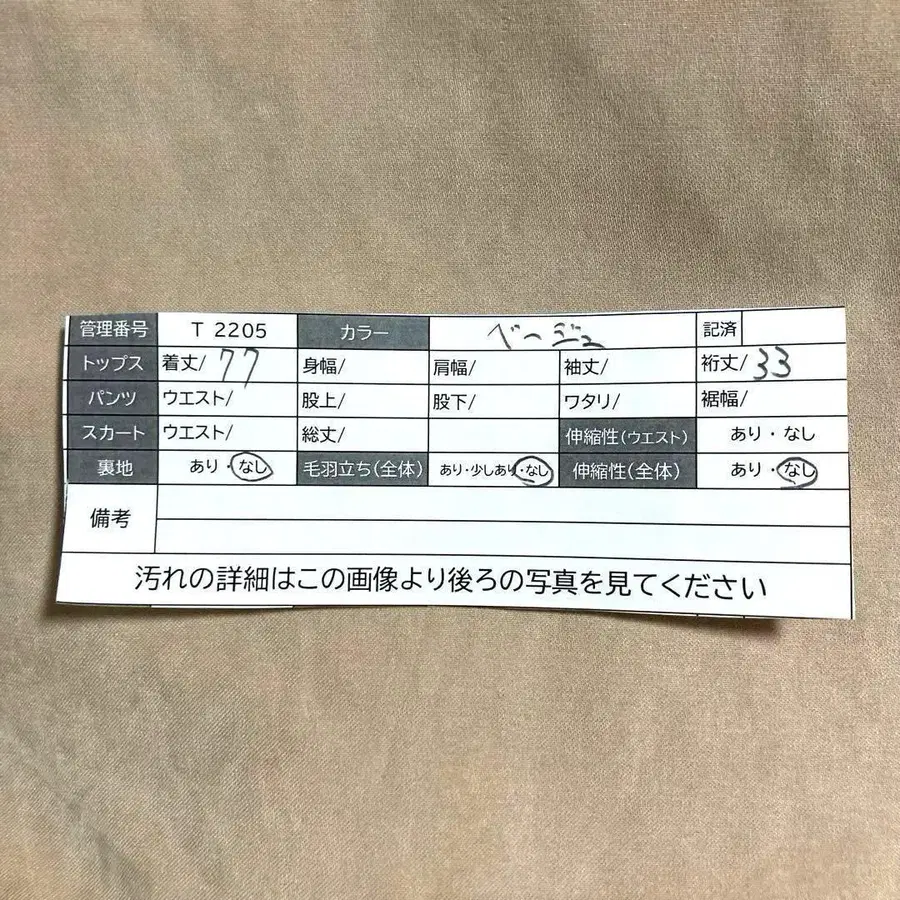 管理番号 T 2205 カラー ベージュ 記済
トップス 着丈/ 77 身幅/ 肩幅/ 袖丈/ 裄丈/ 33
パンツ ウエスト/ 股上/ 股下/ ワタリ/ 裾幅/
スカート ウエスト/ 総丈/ 伸縮性(ウエスト) あり・なし
裏地 あり・なし 毛羽立ち(全体) あり・少しあり・なし 伸縮性(全体) あり・なし
備考
汚れの詳細はこの画像より後ろの写真を見てください